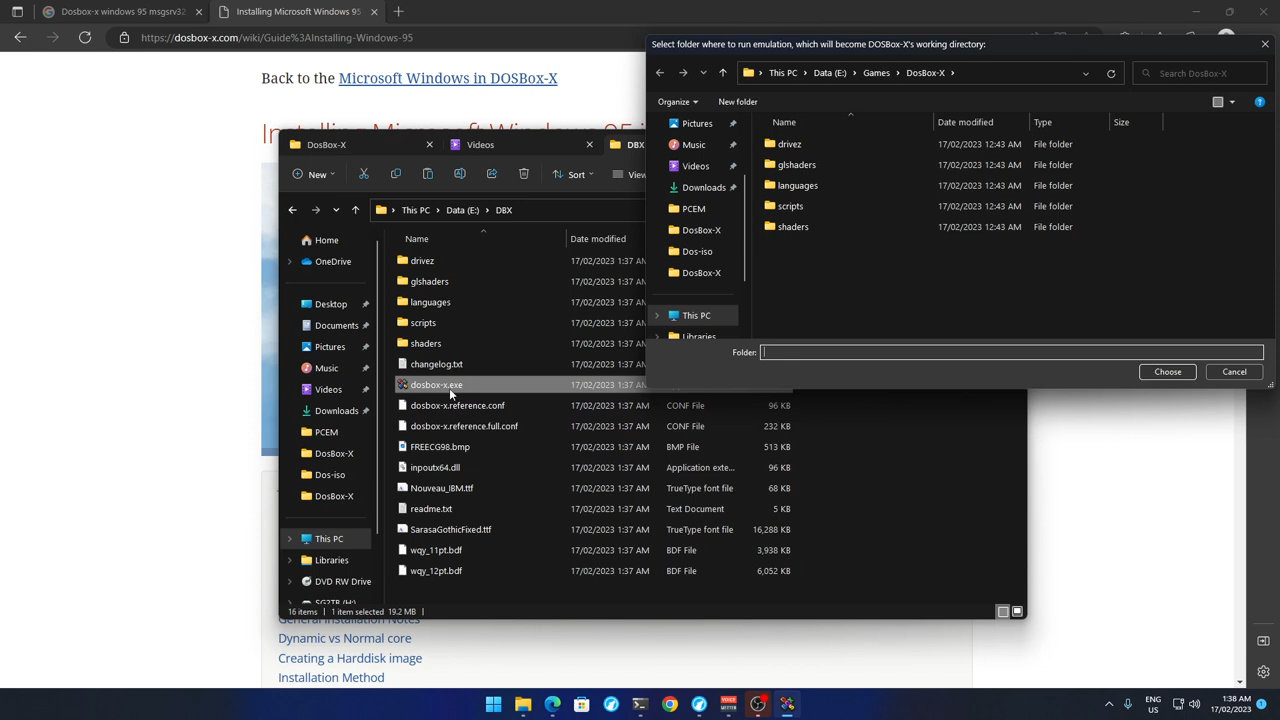 Dosbox-x windows 95 msgsrv32
Installing Microsoft Windows 95
https://dosbox-x.com/wiki/Guide%3AInstalling-Windows-95
Back to the Microsoft Windows in DOSBox-X
DosBox-X
Videos
DBX
New
Sort
View
This PC > Data (E:) > DBX
Name
Date modified
Home
OneDrive
Desktop
Documents
Pictures
Music
Videos
Downloads
PCEM
DosBox-X
Dos-iso
DosBox-X
This PC
Libraries
DVD RW Drive
SG2TB (H:)
drivez 17/02/2023 1:37 AM
glshaders 17/02/2023 1:37 AM
languages 17/02/2023 1:37 AM
scripts 17/02/2023 1:37 AM
shaders 17/02/2023 1:37 AM
changelog.txt 17/02/2023 1:37 AM
dosbox-x.exe 17/02/2023 1:37 AM
dosbox-x.reference.conf 17/02/2023 1:37 AM CONF File 96 KB
dosbox-x.reference.full.conf 17/02/2023 1:37 AM CONF File 232 KB
FREECG98.bmp 17/02/2023 1:37 AM BMP File 513 KB
inpoutx64.dll 17/02/2023 1:37 AM Application exte... 96 KB
Nouveau_IBM.ttf 17/02/2023 1:37 AM TrueType font file 68 KB
readme.txt 17/02/2023 1:37 AM Text Document 5 KB
SarasaGothicFixed.ttf 17/02/2023 1:37 AM TrueType font file 16,288 KB
wqy_11pt.bdf 17/02/2023 1:37 AM BDF File 3,938 KB
wqy_12pt.bdf 17/02/2023 1:37 AM BDF File 6,052 KB
16 items | 1 item selected 19.2 MB |
Select folder where to run emulation, which will become DOSBox-X's working directory:
This PC > Data (E:) > Games > DosBox-X >
Search DosBox-X
Organize
New folder
Pictures
Music
Videos
Downloads
PCEM
DosBox-X
Dos-iso
DosBox-X
This PC
Libraries
Name Date modified Type Size
drivez 17/02/2023 12:43 AM File folder
glshaders 17/02/2023 12:43 AM File folder
languages 17/02/2023 12:43 AM File folder
scripts 17/02/2023 12:43 AM File folder
shaders 17/02/2023 12:43 AM File folder
Folder:
Choose
Cancel
General Installation Notes
Dynamic vs Normal core
Creating a Harddisk image
Installation Method
ENG
US
1:38 AM
17/02/2023